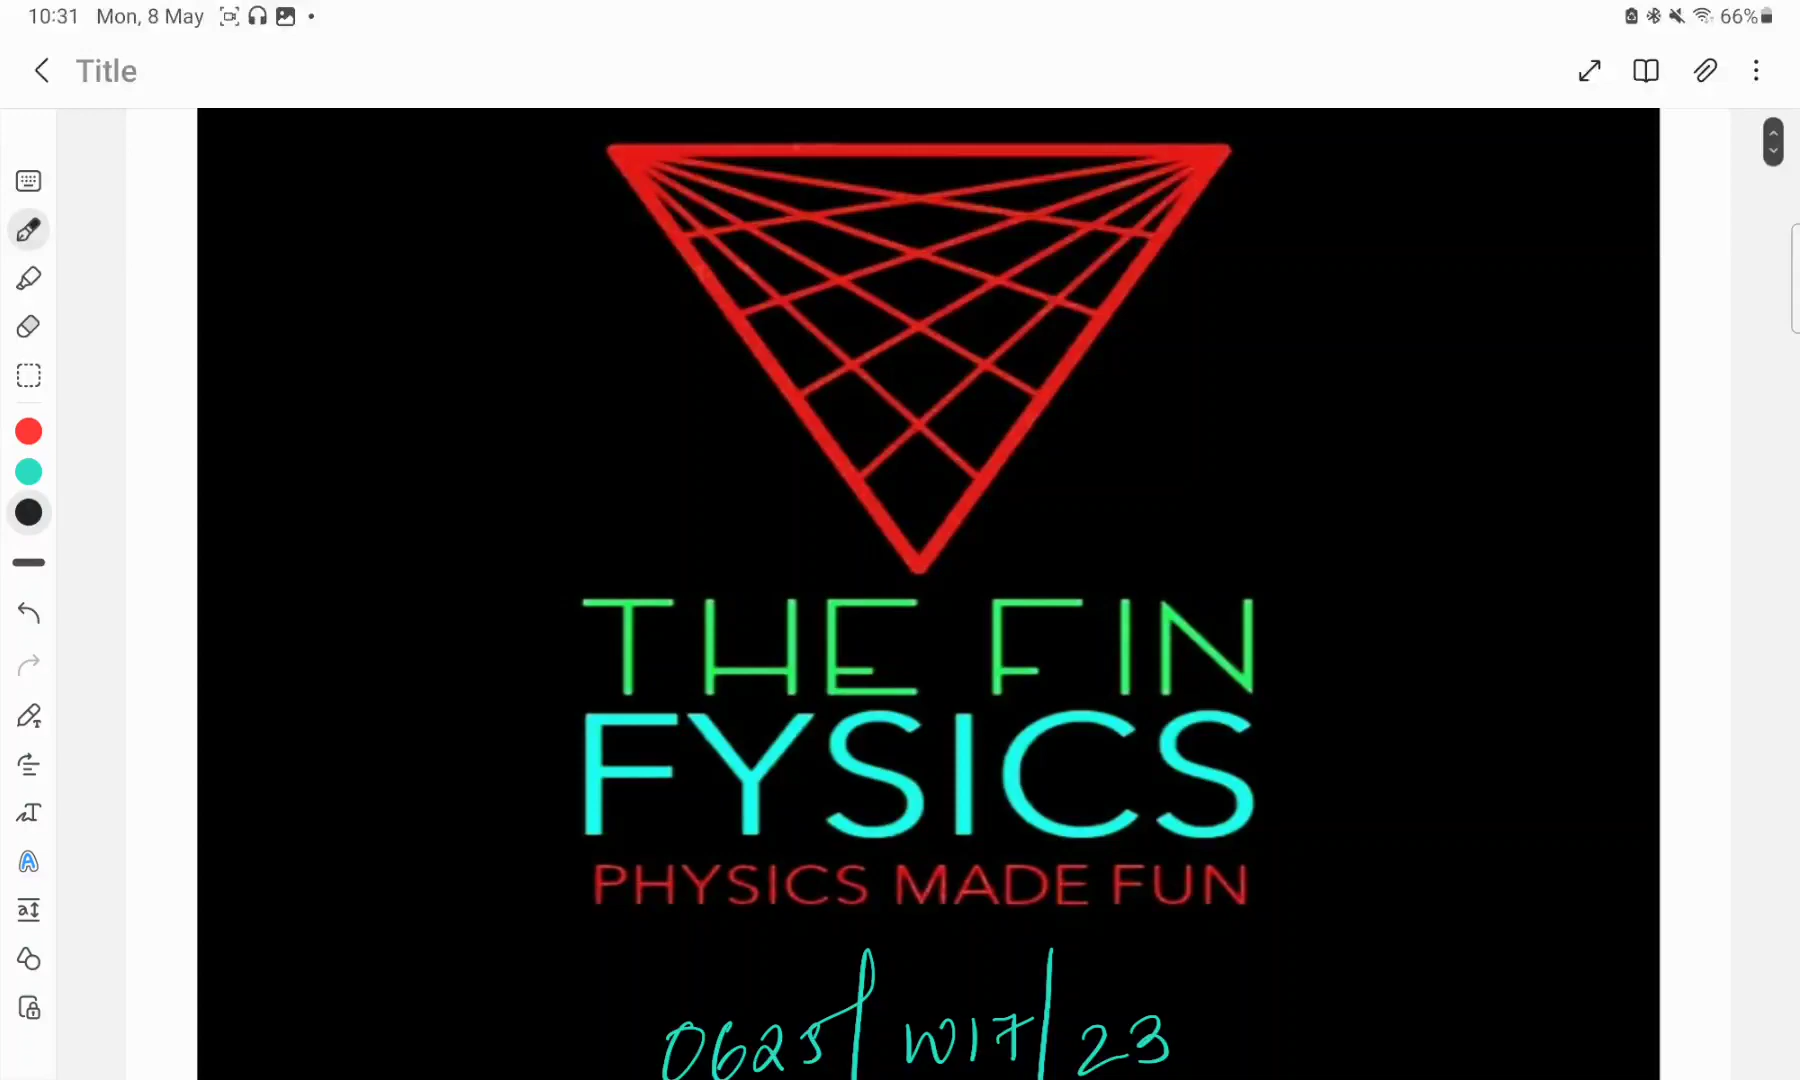 10:31 Mon, 8 May 66%
Title
THE FIN
FYSICS
PHYSICS MADE FUN
0625/W17/23